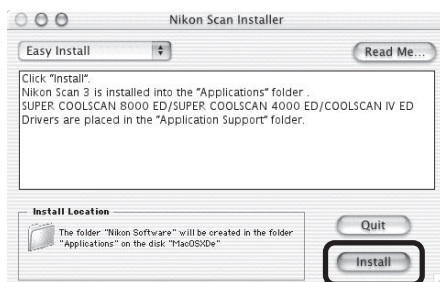 Nikon Scan Installer
Easy Install
Read Me...
Click "Install".
Nikon Scan 3 is installed into the "Applications" folder .
SUPER COOLSCAN 8000 ED/SUPER COOLSCAN 4000 ED/COOLSCAN IV ED
Drivers are placed in the "Application Support" folder.
Install Location
The folder "Nikon Software" will be created in the folder
"Applications" on the disk "MacOSXDe"
Quit
Install